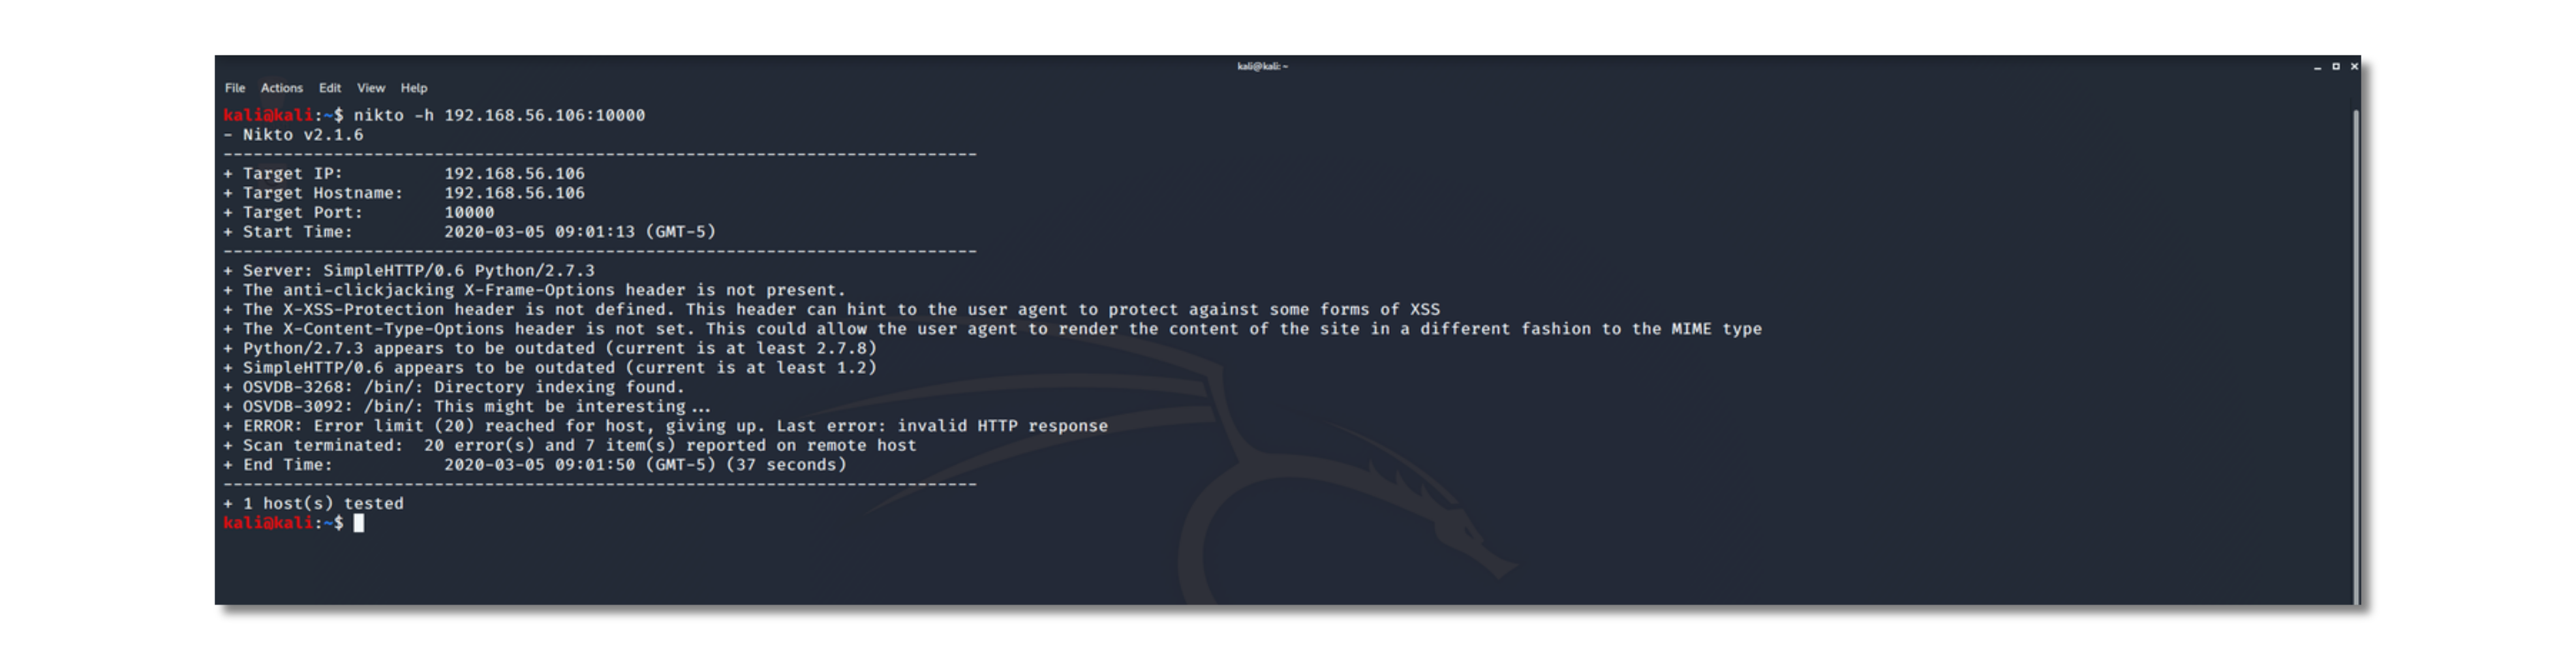 kali@kali: ~
File Actions Edit View Help
kali@kali:~$ nikto -h 192.168.56.106:10000
- Nikto v2.1.6
---------------------------------------------------------------------------
+ Target IP:          192.168.56.106
+ Target Hostname:    192.168.56.106
+ Target Port:        10000
+ Start Time:         2020-03-05 09:01:13 (GMT-5)
---------------------------------------------------------------------------
+ Server: SimpleHTTP/0.6 Python/2.7.3
+ The anti-clickjacking X-Frame-Options header is not present.
+ The X-XSS-Protection header is not defined. This header can hint to the user agent to protect against some forms of XSS
+ The X-Content-Type-Options header is not set. This could allow the user agent to render the content of the site in a different fashion to the MIME type
+ Python/2.7.3 appears to be outdated (current is at least 2.7.8)
+ SimpleHTTP/0.6 appears to be outdated (current is at least 1.2)
+ OSVDB-3268: /bin/: Directory indexing found.
+ OSVDB-3092: /bin/: This might be interesting...
+ ERROR: Error limit (20) reached for host, giving up. Last error: invalid HTTP response
+ Scan terminated:  20 error(s) and 7 item(s) reported on remote host
+ End Time:           2020-03-05 09:01:50 (GMT-5) (37 seconds)
---------------------------------------------------------------------------
+ 1 host(s) tested
kali@kali:~$